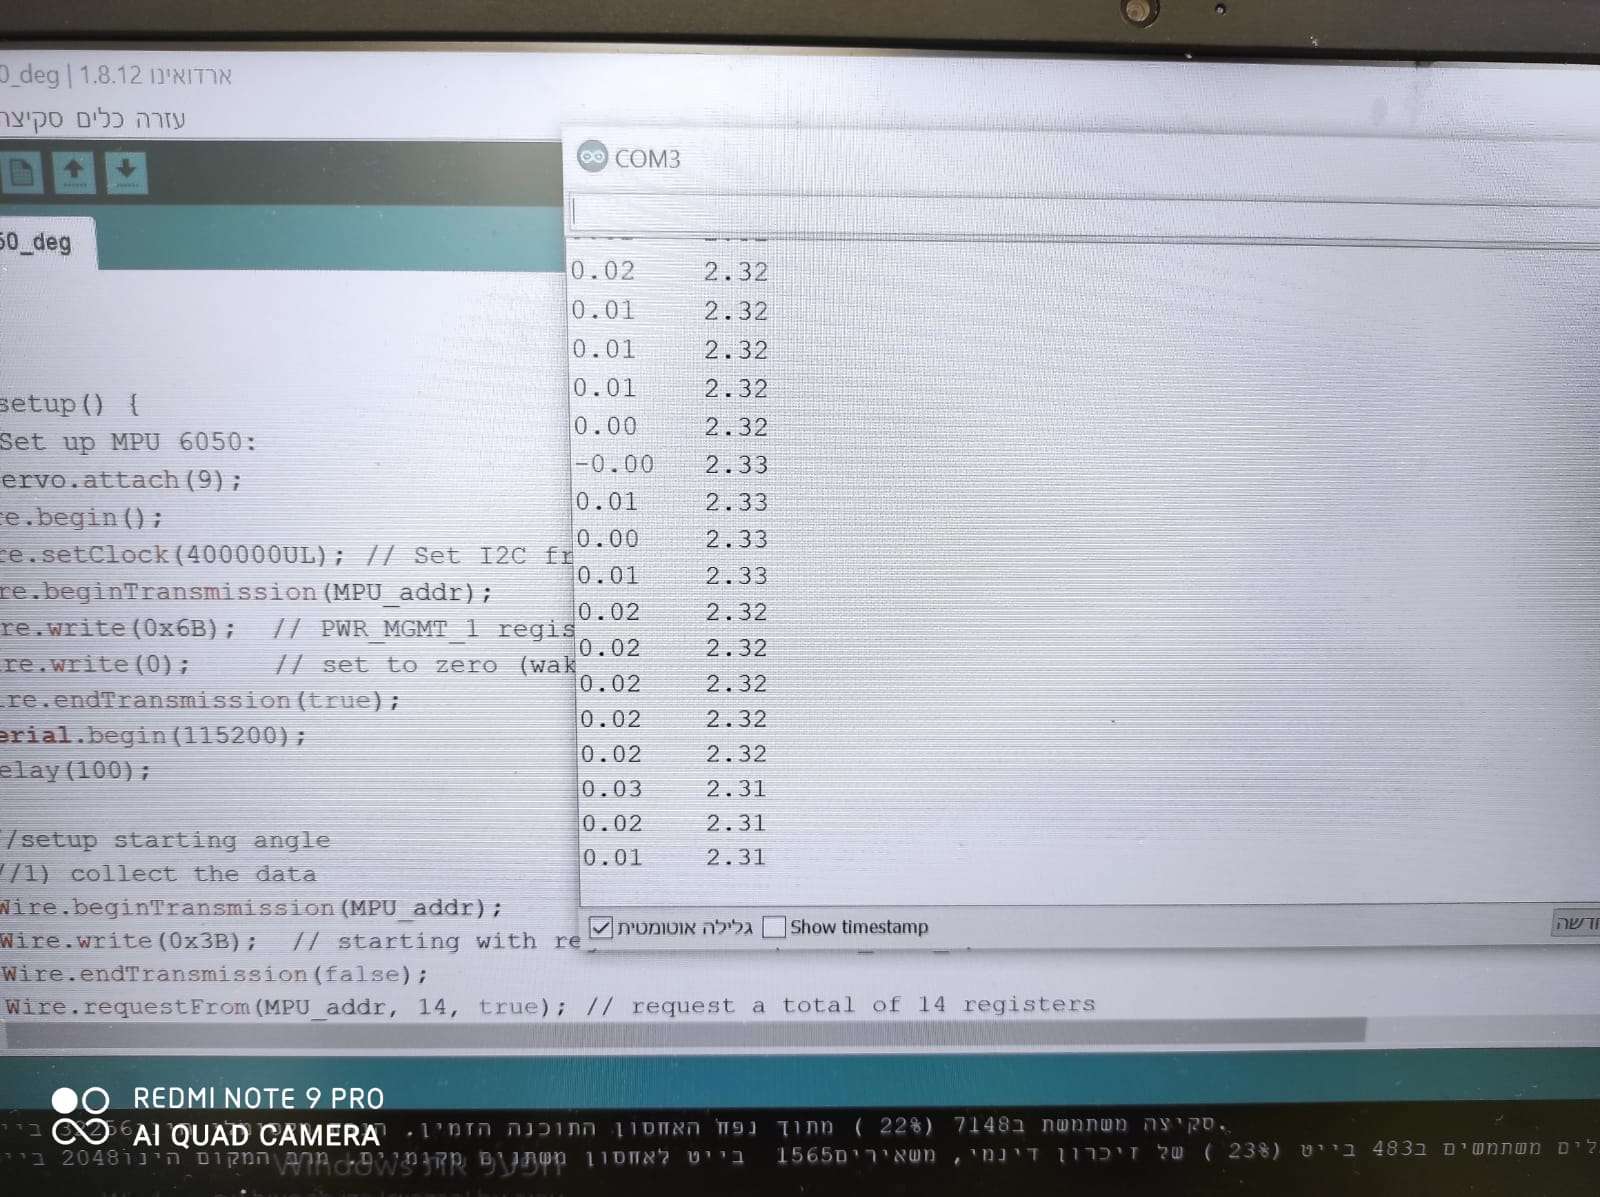 0_deg | 1.8.12 ארדואינו
סקיצה כלים עזרה
COM3
50_deg
0.02 2.32
0.01 2.32
0.01 2.32
0.01 2.32
0.00 2.32
-0.00 2.33
0.01 2.33
0.00 2.33
0.01 2.33
0.02 2.32
0.02 2.32
0.02 2.32
0.02 2.32
0.02 2.32
0.03 2.31
0.02 2.31
0.01 2.31
setup() {
Set up MPU 6050:
ervo.attach(9);
re.begin();
re.setClock(400000UL); // Set I2C fr
re.beginTransmission(MPU_addr);
re.write(0x6B); // PWR_MGMT_1 regis
ire.write(0); // set to zero (wak
ire.endTransmission(true);
erial.begin(115200);
elay(100);
//setup starting angle
//1) collect the data
Wire.beginTransmission(MPU_addr);
Wire.write(0x3B); // starting with re
Wire.endTransmission(false);
Wire.requestFrom(MPU_addr, 14, true); // request a total of 14 registers
גלילה אוטומטית Show timestamp
REDMI NOTE 9 PRO
AI QUAD CAMERA
סקיצה משתמשת ב7148 (22% ) מתוך נפח האחסון התוכנה הזמין. 32256
משתמשים ב483 בייט (23% ) של זיכרון דינמי, משאירים1565 בייט לאחסון משתנים מקומיים. המקום הינו2048
הפעל את Windows